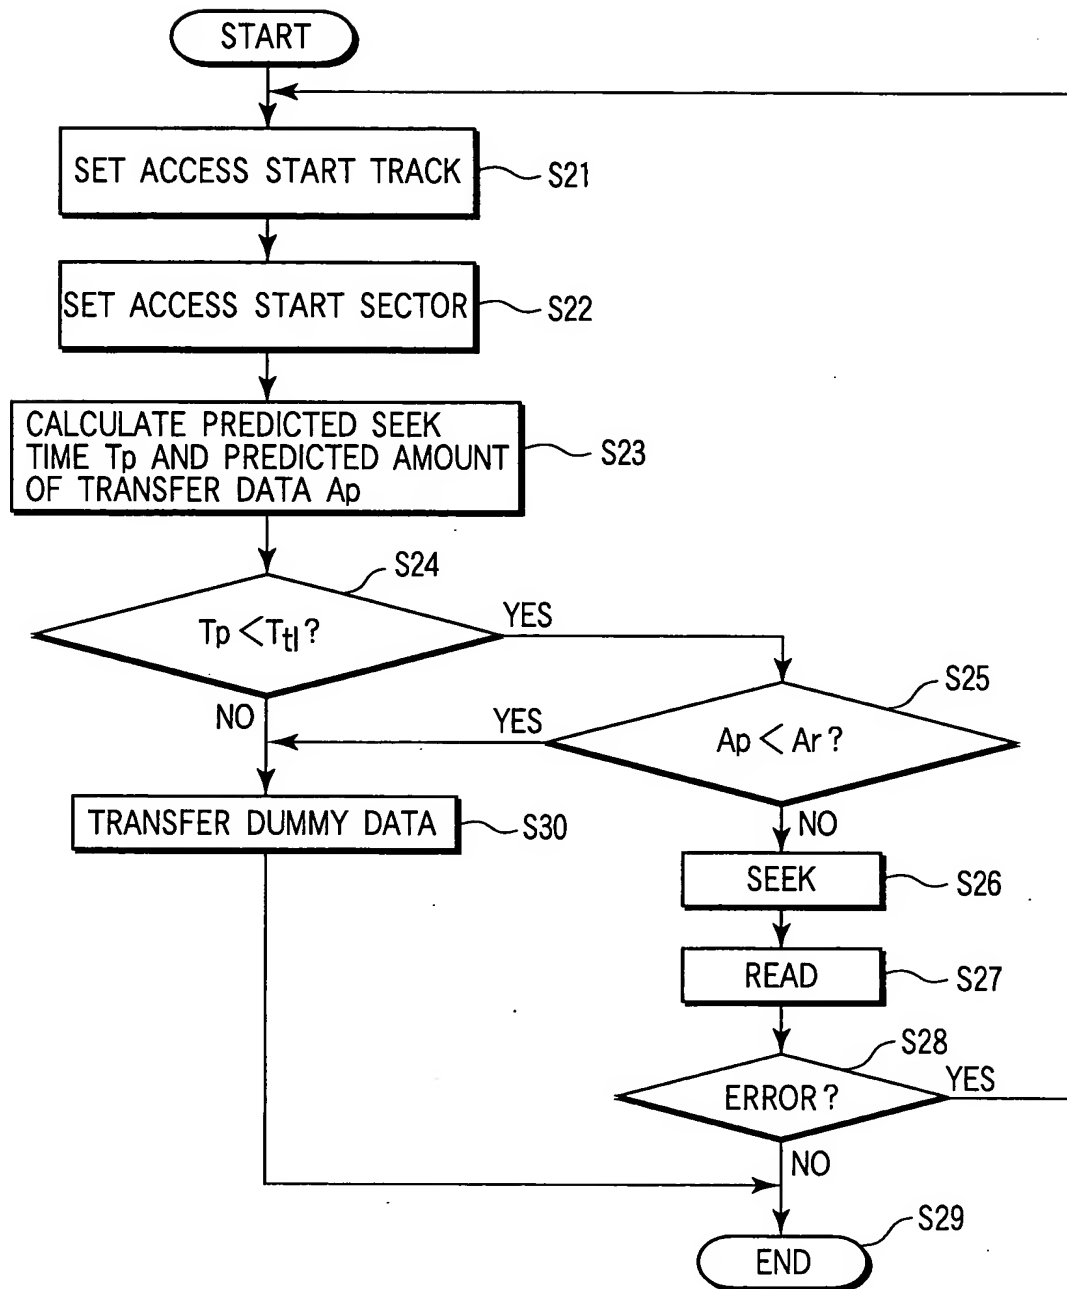 START
SET ACCESS START TRACK
S21
SET ACCESS START SECTOR
S22
CALCULATE PREDICTED SEEK
TIME Tp AND PREDICTED AMOUNT
OF TRANSFER DATA Ap
S23
S24
Tp<Ttl?
YES
NO
S25
Ap<Ar?
YES
NO
TRANSFER DUMMY DATA
S30
SEEK
S26
READ
S27
S28
ERROR?
YES
NO
S29
END